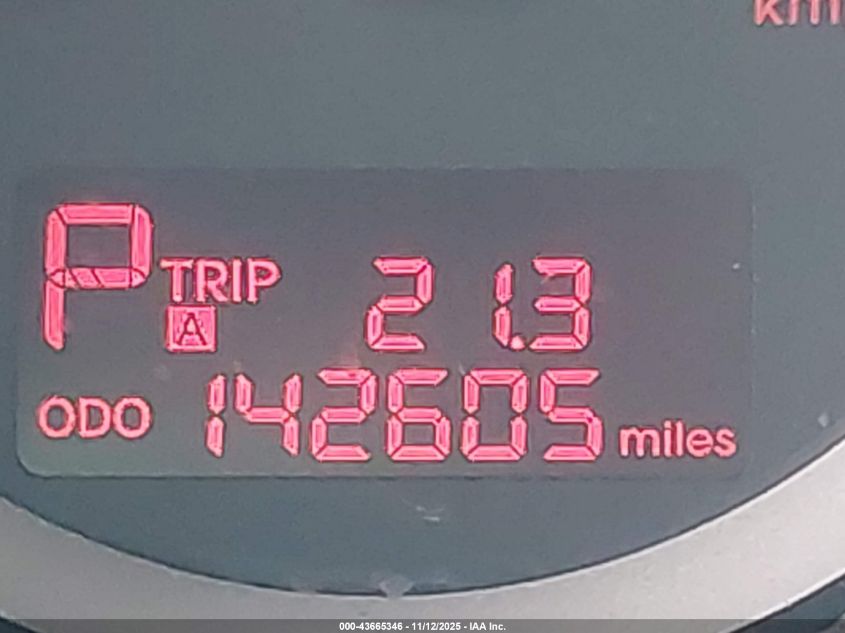 km
P TRIP 21.3
A
ODO 142605 miles
000-43665346 - 11/12/2025 - IAA Inc.